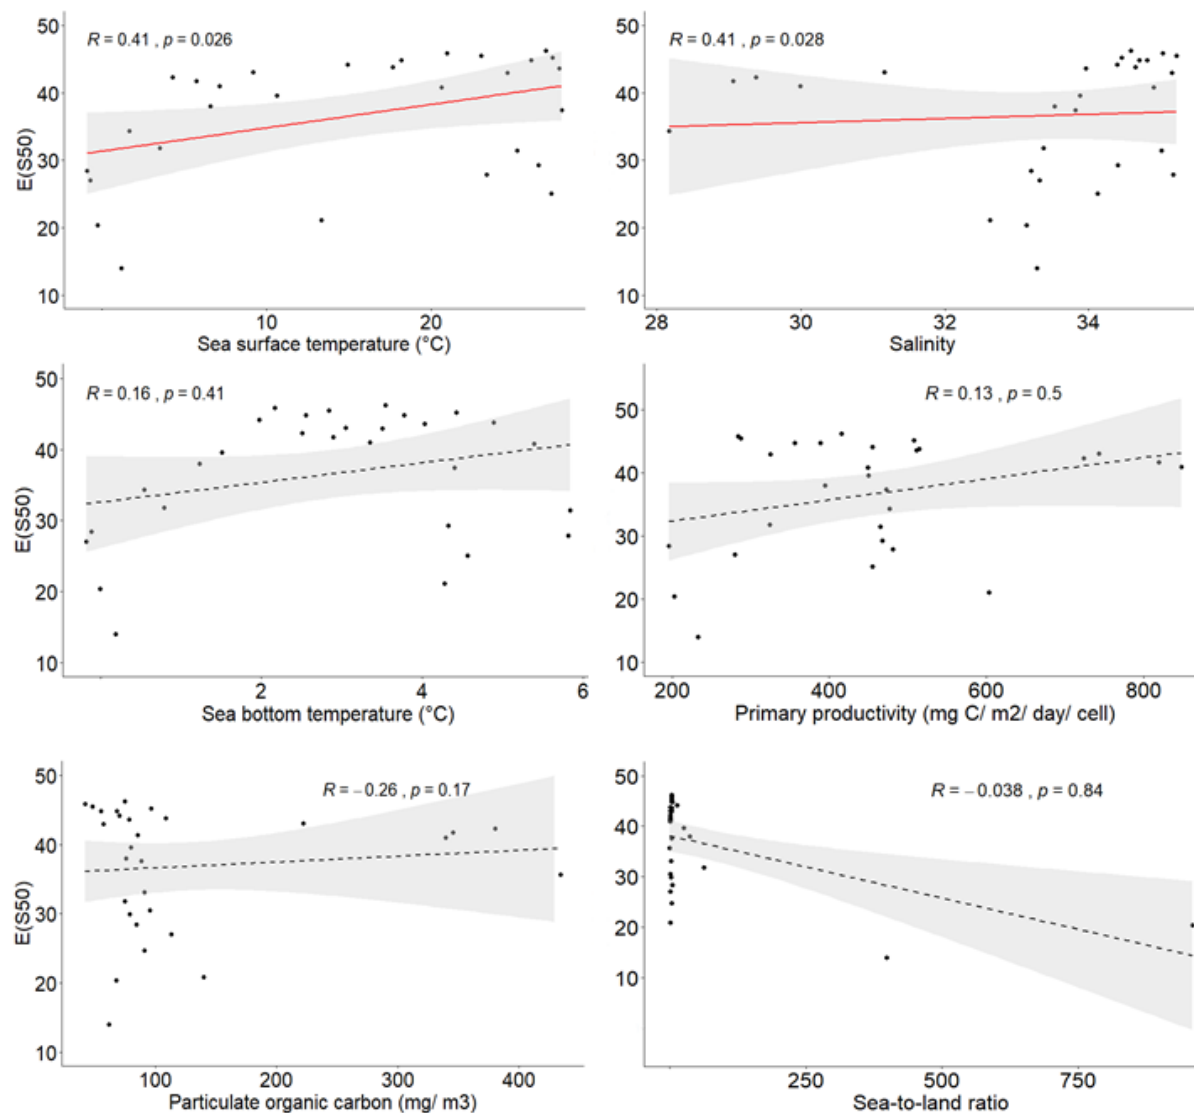 50
R = 0.41 , p = 0.026
40
E(S50)
30
20
10
10 20
Sea surface temperature (°C)
50
R = 0.41 , p = 0.028
40
30
20
10
28 30 32 34
Salinity
50
R = 0.16 , p = 0.41
40
E(S50)
30
20
10
2 4 6
Sea bottom temperature (°C)
R = 0.13 , p = 0.5
50
40
30
20
10
200 400 600 800
Primary productivity (mg C/ m2/ day/ cell)
50
R = −0.26 , p = 0.17
40
E(S50)
30
20
10
100 200 300 400
Particulate organic carbon (mg/ m3)
50
R = −0.038 , p = 0.84
40
30
20
10
250 500 750
Sea-to-land ratio